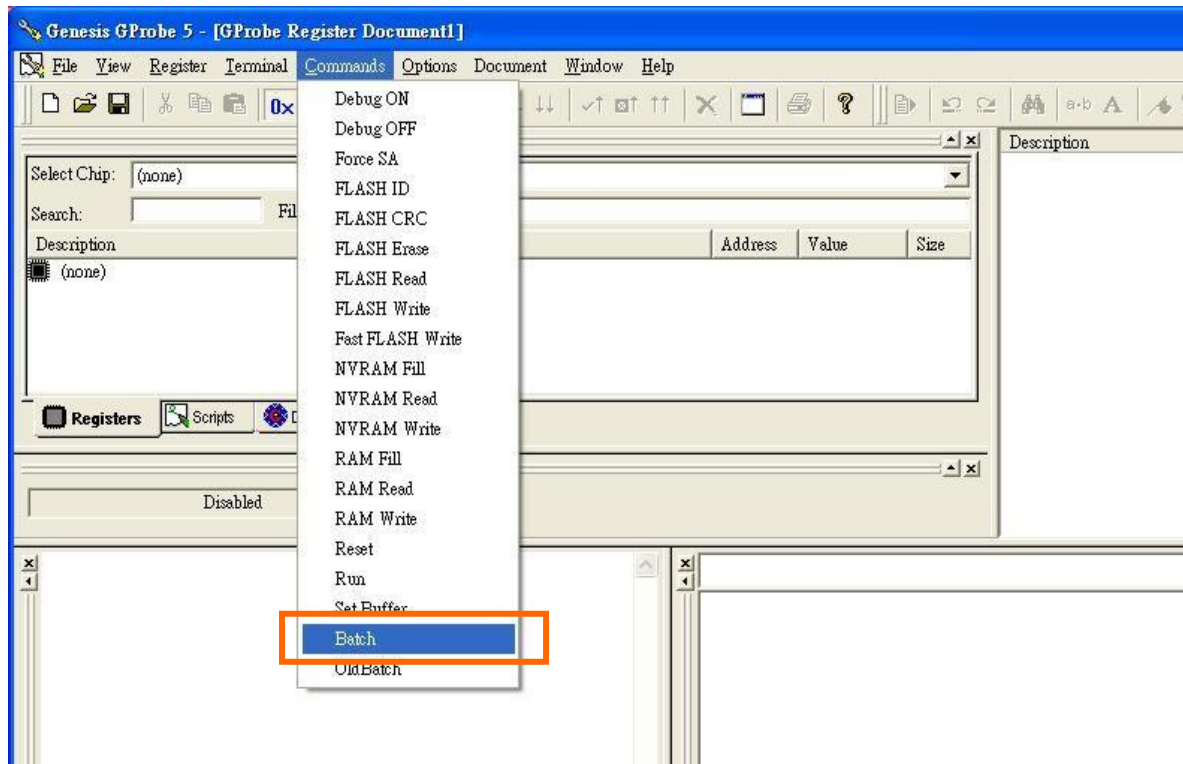 Genesis GProbe 5 - [GProbe Register Document1]
File View Register Terminal Commands Options Document Window Help
0x
Debug ON
Debug OFF
Force SA
FLASH ID
FLASH CRC
FLASH Erase
FLASH Read
FLASH Write
Fast FLASH Write
NVRAM Fill
NVRAM Read
NVRAM Write
RAM Fill
RAM Read
RAM Write
Reset
Run
Set Buffer
Batch
OldBatch
Select Chip: (none)
Search:
Description Address Value Size
(none)
Registers Scripts
Disabled
a•b A
Description